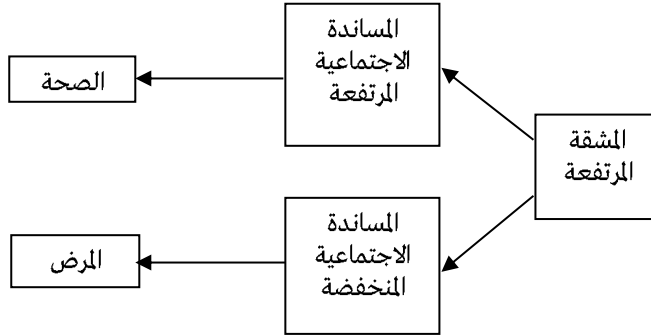 المشقة
المرتفعة
المساندة
الاجتماعية
المرتفعة
الصحة
المساندة
الاجتماعية
المنخفضة
المرض